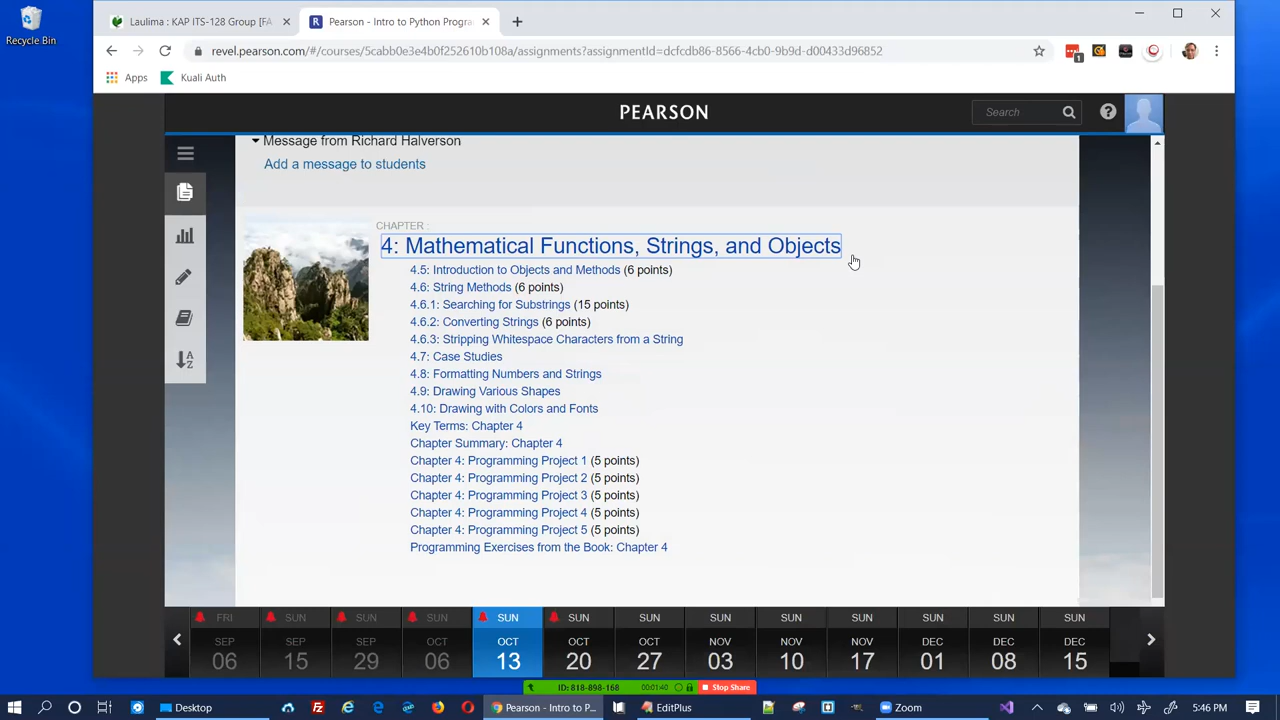 Recycle Bin
Laulima : KAP ITS-128 Group [FA
Pearson - Intro to Python Progra
revel.pearson.com/#/courses/5cabb0e3e4b0f252610b108a/assignments?assignmentId=dcfcdb86-8566-4cb0-9b9d-d00433d96852
1
Apps
Kuali Auth
PEARSON
Search
Message from Richard Halverson
Add a message to students
CHAPTER :
4: Mathematical Functions, Strings, and Objects
4.5: Introduction to Objects and Methods (6 points)
4.6: String Methods (6 points)
4.6.1: Searching for Substrings (15 points)
4.6.2: Converting Strings (6 points)
4.6.3: Stripping Whitespace Characters from a String
4.7: Case Studies
4.8: Formatting Numbers and Strings
4.9: Drawing Various Shapes
4.10: Drawing with Colors and Fonts
Key Terms: Chapter 4
Chapter Summary: Chapter 4
Chapter 4: Programming Project 1 (5 points)
Chapter 4: Programming Project 2 (5 points)
Chapter 4: Programming Project 3 (5 points)
Chapter 4: Programming Project 4 (5 points)
Chapter 4: Programming Project 5 (5 points)
Programming Exercises from the Book: Chapter 4
FRI SUN SUN SUN SUN SUN SUN SUN SUN SUN SUN SUN SUN
SEP SEP SEP OCT OCT OCT OCT NOV NOV NOV DEC DEC DEC
06 15 29 06 13 20 27 03 10 17 01 08 15
ID: 818-898-168 00:01:40 Stop Share
Desktop
Pearson - Intro to P...
EditPlus
Zoom
5:46 PM